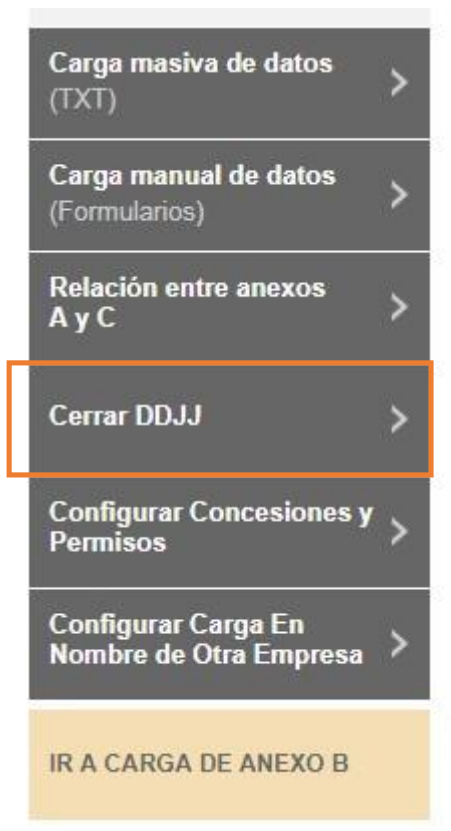 Carga masiva de datos
(TXT)
Carga manual de datos
(Formularios)
Relación entre anexos
A y C
Cerrar DDJJ
Configurar Concesiones y
Permisos
Configurar Carga En
Nombre de Otra Empresa
IR A CARGA DE ANEXO B